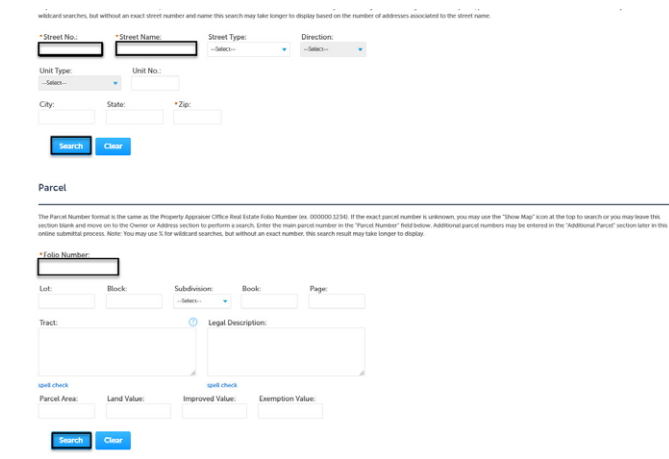 wildcard searches, but without an exact street number and name this search may take longer to display based on the number of addresses associated to the street name.
*Street No.: *Street Name: Street Type: Direction:
--Select-- --Select--
Unit Type: Unit No.:
--Select--
City: State: *Zip:
Search Clear
Parcel
The Parcel Number format is the same as the Property Appraiser Office Real Estate Folio Number (ex. 000000.1234). If the exact parcel number is unknown, you may use the "Show Map" icon at the top to search or you may leave this
section blank and move on to the Owner or Address section to perform a search. Enter the main parcel number in the "Parcel Number" field below. Additional parcel numbers may be entered in the "Additional Parcel" section later in this
online submittal process. Note: You may use % for wildcard searches, but without an exact number, this search result may take longer to display.
*Folio Number:
Lot: Block: Subdivision: Book: Page:
--Select--
Tract: ? Legal Description:
spell check spell check
Parcel Area: Land Value: Improved Value: Exemption Value:
Search Clear